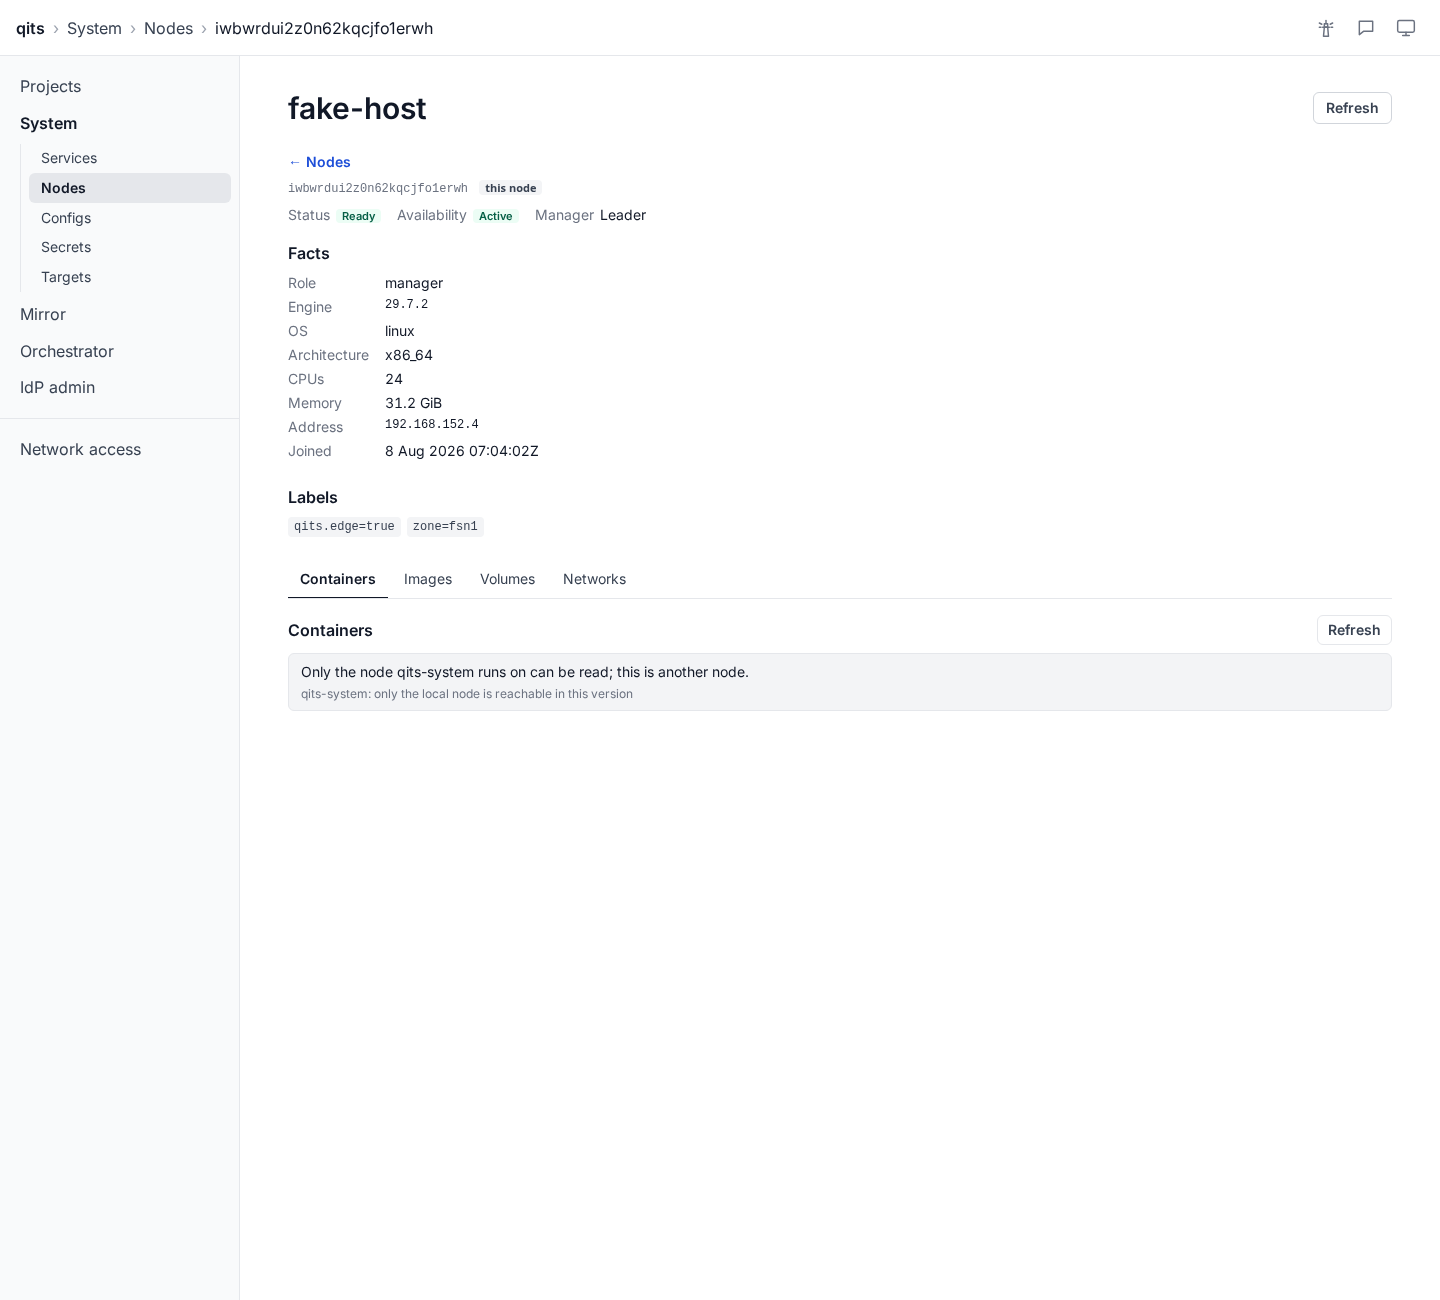 qits › System › Nodes › iwbwrdui2z0n62kqcjfo1erwh
Projects
System
Services
Nodes
Configs
Secrets
Targets
Mirror
Orchestrator
IdP admin
Network access
fake-host
Refresh
← Nodes
iwbwrdui2z0n62kqcjfo1erwh this node
Status Ready Availability Active Manager Leader
Facts
Role manager
Engine 29.7.2
OS linux
Architecture x86_64
CPUs 24
Memory 31.2 GiB
Address 192.168.152.4
Joined 8 Aug 2026 07:04:02Z
Labels
qits.edge=true zone=fsn1
Containers Images Volumes Networks
Containers
Refresh
Only the node qits-system runs on can be read; this is another node.
qits-system: only the local node is reachable in this version